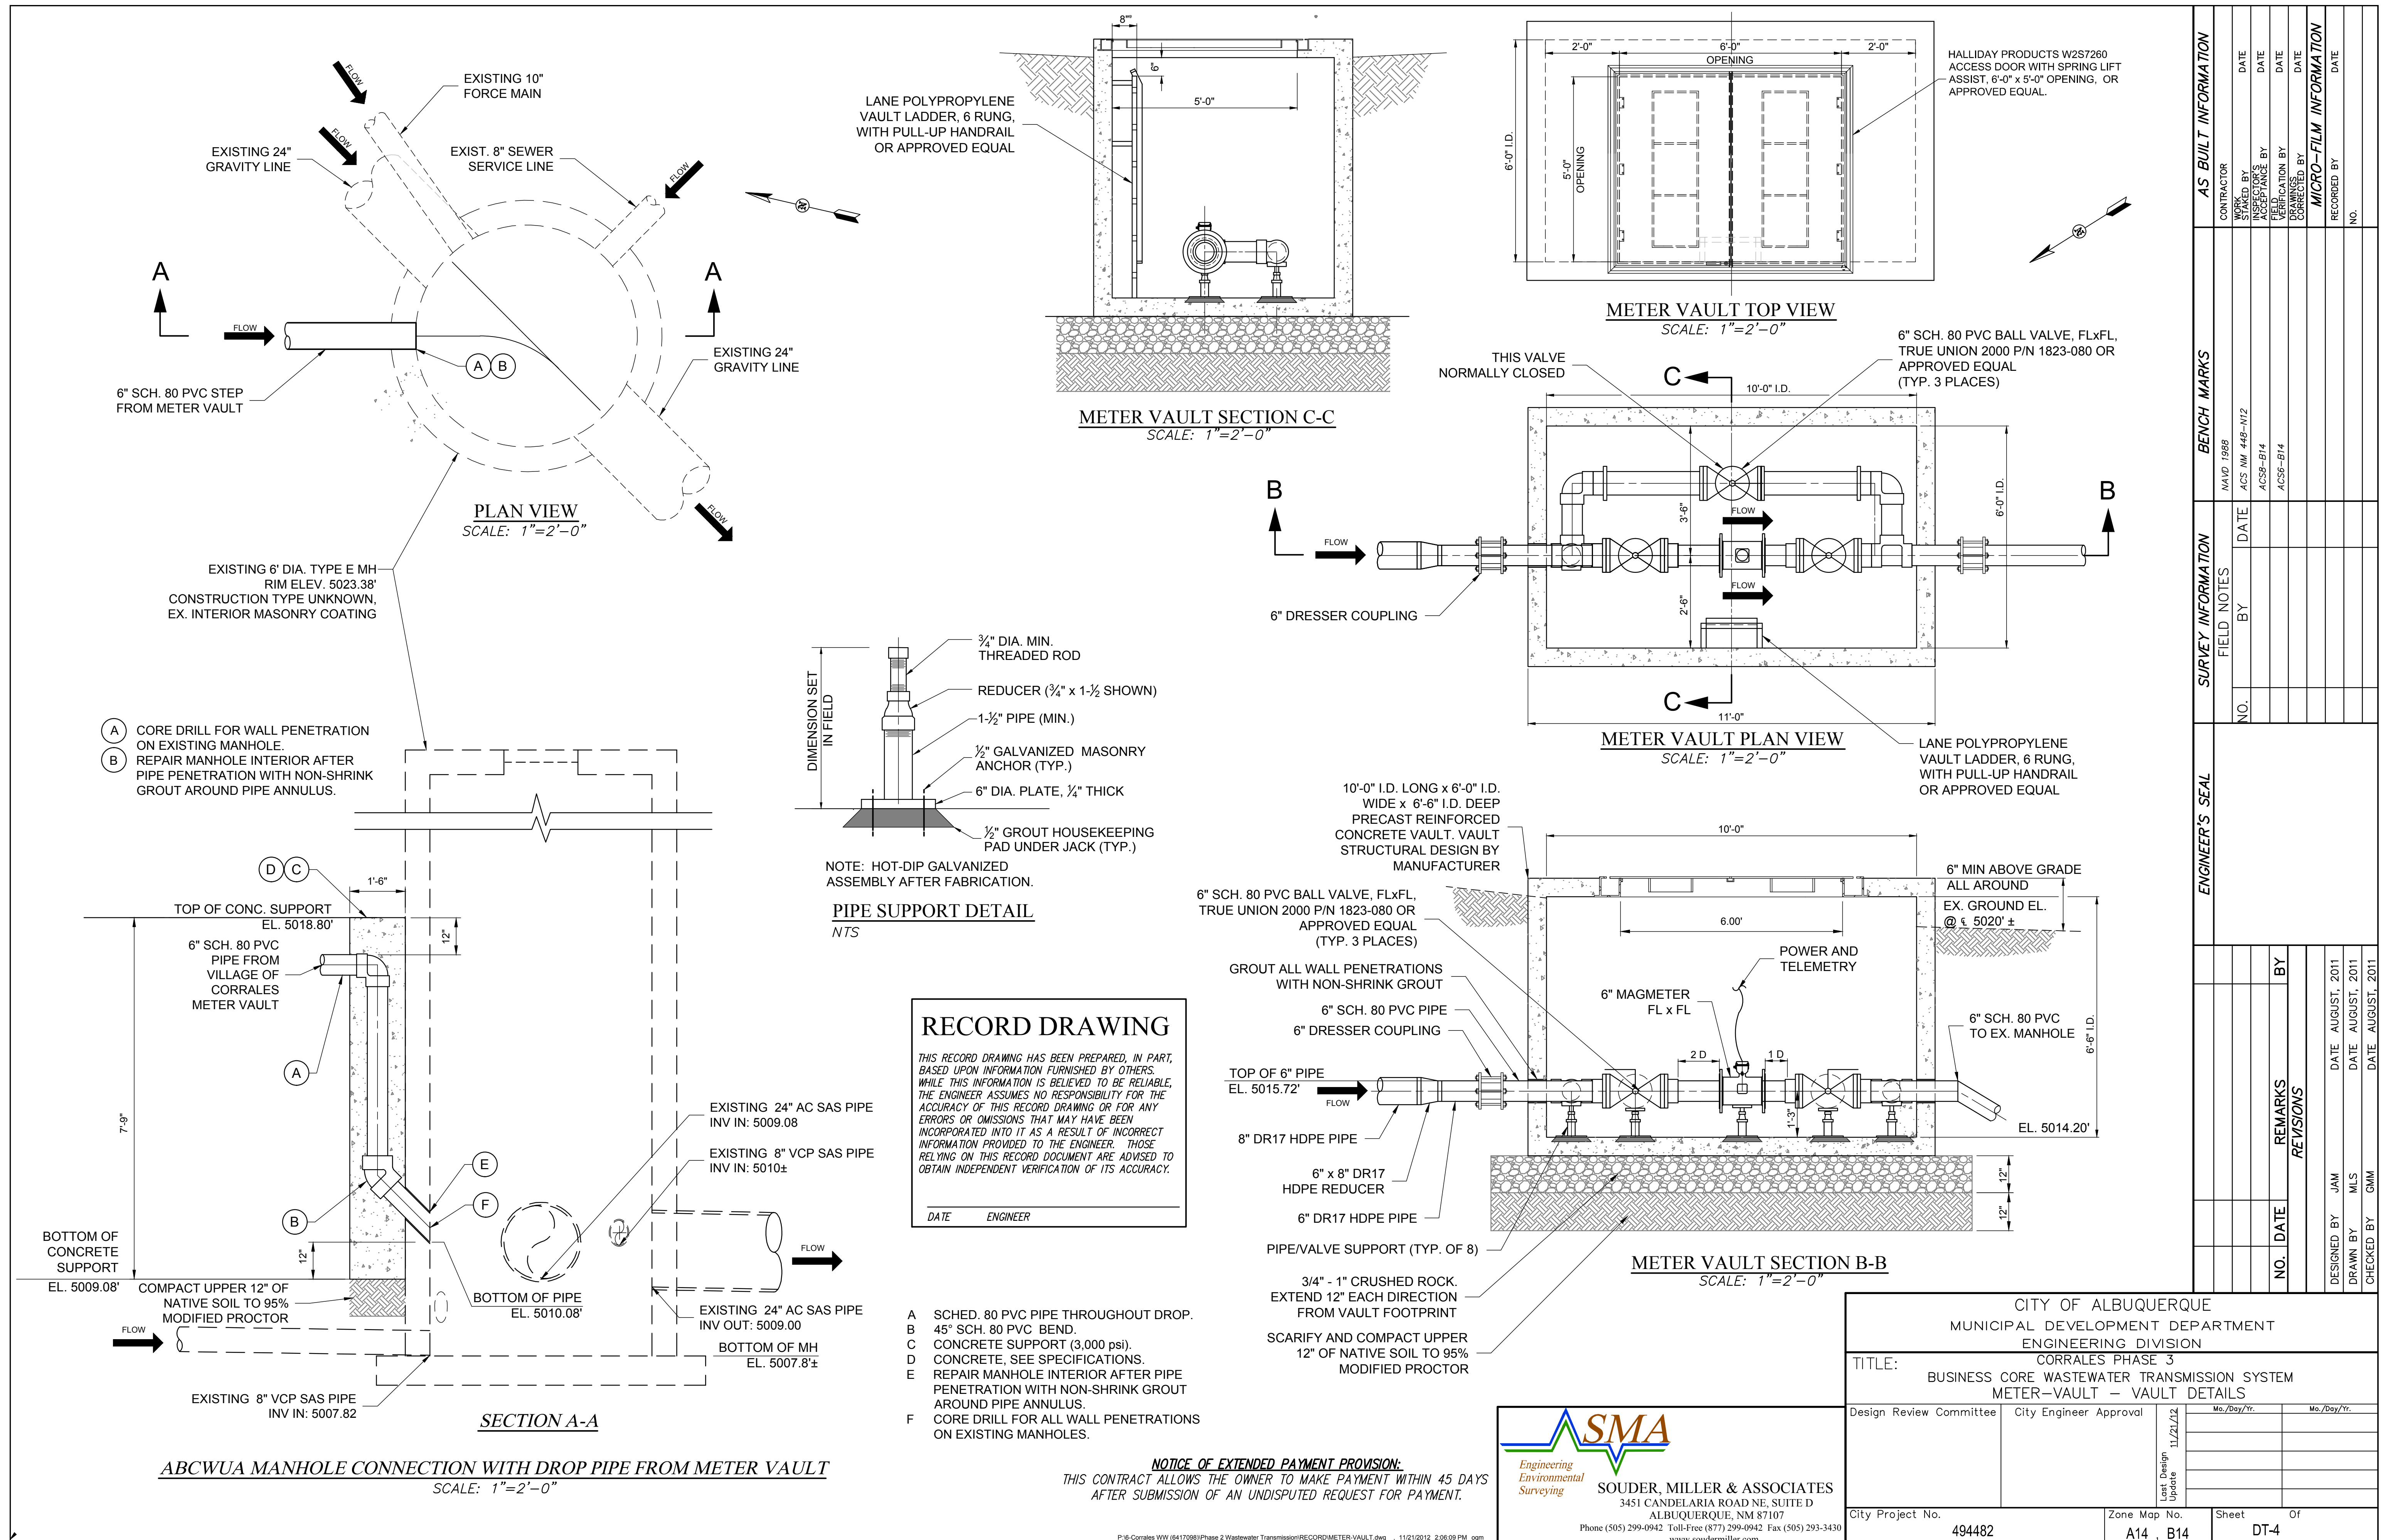 FLOW
EXISTING 10"
FORCE MAIN
FLOW
EXISTING 24"
GRAVITY LINE
EXIST. 8" SEWER
SERVICE LINE
FLOW
N
A
A
FLOW
A B
6" SCH. 80 PVC STEP
FROM METER VAULT
EXISTING 24"
GRAVITY LINE
FLOW
PLAN VIEW
SCALE: 1"=2'-0"
EXISTING 6' DIA. TYPE E MH
RIM ELEV. 5023.38'
CONSTRUCTION TYPE UNKNOWN,
EX. INTERIOR MASONRY COATING
A CORE DRILL FOR WALL PENETRATION
ON EXISTING MANHOLE.
B REPAIR MANHOLE INTERIOR AFTER
PIPE PENETRATION WITH NON-SHRINK
GROUT AROUND PIPE ANNULUS.
D C
1'-6"
TOP OF CONC. SUPPORT
EL. 5018.80'
12"
6" SCH. 80 PVC
PIPE FROM
VILLAGE OF
CORRALES
METER VAULT
7'-9"
A
E
F
B
12"
BOTTOM OF
CONCRETE
SUPPORT
EL. 5009.08'
COMPACT UPPER 12" OF
NATIVE SOIL TO 95%
MODIFIED PROCTOR
FLOW
EXISTING 8" VCP SAS PIPE
INV IN: 5007.82
EXISTING 24" AC SAS PIPE
INV IN: 5009.08
EXISTING 8" VCP SAS PIPE
INV IN: 5010±
FLOW
BOTTOM OF PIPE
EL. 5010.08'
EXISTING 24" AC SAS PIPE
INV OUT: 5009.00
BOTTOM OF MH
EL. 5007.8'±
SECTION A-A
ABCWUA MANHOLE CONNECTION WITH DROP PIPE FROM METER VAULT
SCALE: 1"=2'-0"
DIMENSION SET
IN FIELD
¾" DIA. MIN.
THREADED ROD
REDUCER (¾" x 1-½ SHOWN)
1-½" PIPE (MIN.)
½" GALVANIZED MASONRY
ANCHOR (TYP.)
6" DIA. PLATE, ¼" THICK
½" GROUT HOUSEKEEPING
PAD UNDER JACK (TYP.)
NOTE: HOT-DIP GALVANIZED
ASSEMBLY AFTER FABRICATION.
PIPE SUPPORT DETAIL
NTS
RECORD DRAWING
THIS RECORD DRAWING HAS BEEN PREPARED, IN PART,
BASED UPON INFORMATION FURNISHED BY OTHERS.
WHILE THIS INFORMATION IS BELIEVED TO BE RELIABLE,
THE ENGINEER ASSUMES NO RESPONSIBILITY FOR THE
ACCURACY OF THIS RECORD DRAWING OR FOR ANY
ERRORS OR OMISSIONS THAT MAY HAVE BEEN
INCORPORATED INTO IT AS A RESULT OF INCORRECT
INFORMATION PROVIDED TO THE ENGINEER. THOSE
RELYING ON THIS RECORD DOCUMENT ARE ADVISED TO
OBTAIN INDEPENDENT VERIFICATION OF ITS ACCURACY.
DATE ENGINEER
A SCHED. 80 PVC PIPE THROUGHOUT DROP.
B 45° SCH. 80 PVC BEND.
C CONCRETE SUPPORT (3,000 psi).
D CONCRETE, SEE SPECIFICATIONS.
E REPAIR MANHOLE INTERIOR AFTER PIPE
PENETRATION WITH NON-SHRINK GROUT
AROUND PIPE ANNULUS.
F CORE DRILL FOR ALL WALL PENETRATIONS
ON EXISTING MANHOLES.
NOTICE OF EXTENDED PAYMENT PROVISION:
THIS CONTRACT ALLOWS THE OWNER TO MAKE PAYMENT WITHIN 45 DAYS
AFTER SUBMISSION OF AN UNDISPUTED REQUEST FOR PAYMENT.
P:\6-Corrales WW (6417098)\Phase 2 Wastewater Transmission\RECORD\METER-VAULT.dwg , 11/21/2012 2:06:09 PM
8"
6"
5'-0"
LANE POLYPROPYLENE
VAULT LADDER, 6 RUNG,
WITH PULL-UP HANDRAIL
OR APPROVED EQUAL
METER VAULT SECTION C-C
SCALE: 1"=2'-0"
2'-0"
6'-0"
OPENING
2'-0"
6'-0" I.D.
5'-0"
OPENING
HALLIDAY PRODUCTS W2S7260
ACCESS DOOR WITH SPRING LIFT
ASSIST, 6'-0" x 5'-0" OPENING, OR
APPROVED EQUAL.
N
METER VAULT TOP VIEW
SCALE: 1"=2'-0"
THIS VALVE
NORMALLY CLOSED
6" SCH. 80 PVC BALL VALVE, FLxFL,
TRUE UNION 2000 P/N 1823-080 OR
APPROVED EQUAL
(TYP. 3 PLACES)
C
10'-0" I.D.
B
B
3'-6"
FLOW
6'-0" I.D.
FLOW
FLOW
2'-6"
6" DRESSER COUPLING
C
11'-0"
METER VAULT PLAN VIEW
SCALE: 1"=2'-0"
LANE POLYPROPYLENE
VAULT LADDER, 6 RUNG,
WITH PULL-UP HANDRAIL
OR APPROVED EQUAL
10'-0" I.D. LONG x 6'-0" I.D.
WIDE x 6'-6" I.D. DEEP
PRECAST REINFORCED
CONCRETE VAULT. VAULT
STRUCTURAL DESIGN BY
MANUFACTURER
10'-0"
6" MIN ABOVE GRADE
ALL AROUND
EX. GROUND EL.
@ ℄ 5020' ±
6" SCH. 80 PVC BALL VALVE, FLxFL,
TRUE UNION 2000 P/N 1823-080 OR
APPROVED EQUAL
(TYP. 3 PLACES)
6.00'
POWER AND
TELEMETRY
GROUT ALL WALL PENETRATIONS
WITH NON-SHRINK GROUT
6" MAGMETER
FL x FL
6" SCH. 80 PVC PIPE
6" DRESSER COUPLING
6" SCH. 80 PVC
TO EX. MANHOLE
6'-6" I.D.
2 D
1 D
TOP OF 6" PIPE
EL. 5015.72'
FLOW
1'-3"
EL. 5014.20'
8" DR17 HDPE PIPE
6" x 8" DR17
HDPE REDUCER
6" DR17 HDPE PIPE
12"
12"
PIPE/VALVE SUPPORT (TYP. OF 8)
3/4" - 1" CRUSHED ROCK.
EXTEND 12" EACH DIRECTION
FROM VAULT FOOTPRINT
SCARIFY AND COMPACT UPPER
12" OF NATIVE SOIL TO 95%
MODIFIED PROCTOR
METER VAULT SECTION B-B
SCALE: 1"=2'-0"
AS BUILT INFORMATION
CONTRACTOR
WORK
STAKED BY DATE
INSPECTOR'S
ACCEPTANCE BY DATE
FIELD
VERIFICATION BY DATE
DRAWINGS
CORRECTED BY DATE
MICRO-FILM INFORMATION
RECORDED BY DATE
NO.
BENCH MARKS
NAVD 1988
ACS NM 448-N12
ACS8-B14
ACS6-B14
SURVEY INFORMATION
FIELD NOTES
NO. BY DATE
ENGINEER'S SEAL
NO. DATE REMARKS BY
REVISIONS
DESIGNED BY JAM DATE AUGUST, 2011
DRAWN BY MLS DATE AUGUST, 2011
CHECKED BY GMM DATE AUGUST, 2011
SMA
Engineering
Environmental
Surveying
SOUDER, MILLER & ASSOCIATES
3451 CANDELARIA ROAD NE, SUITE D
ALBUQUERQUE, NM 87107
Phone (505) 299-0942 Toll-Free (877) 299-0942 Fax (505) 293-3430
www.soudermiller.com
CITY OF ALBUQUERQUE
MUNICIPAL DEVELOPMENT DEPARTMENT
ENGINEERING DIVISION
TITLE: CORRALES PHASE 3
BUSINESS CORE WASTEWATER TRANSMISSION SYSTEM
METER-VAULT - VAULT DETAILS
Design Review Committee
City Engineer Approval
Last Design
Update 11/21/12
Mo./Day/Yr.
Mo./Day/Yr.
City Project No.
494482
Zone Map No.
A14 , B14
Sheet Of
DT-4